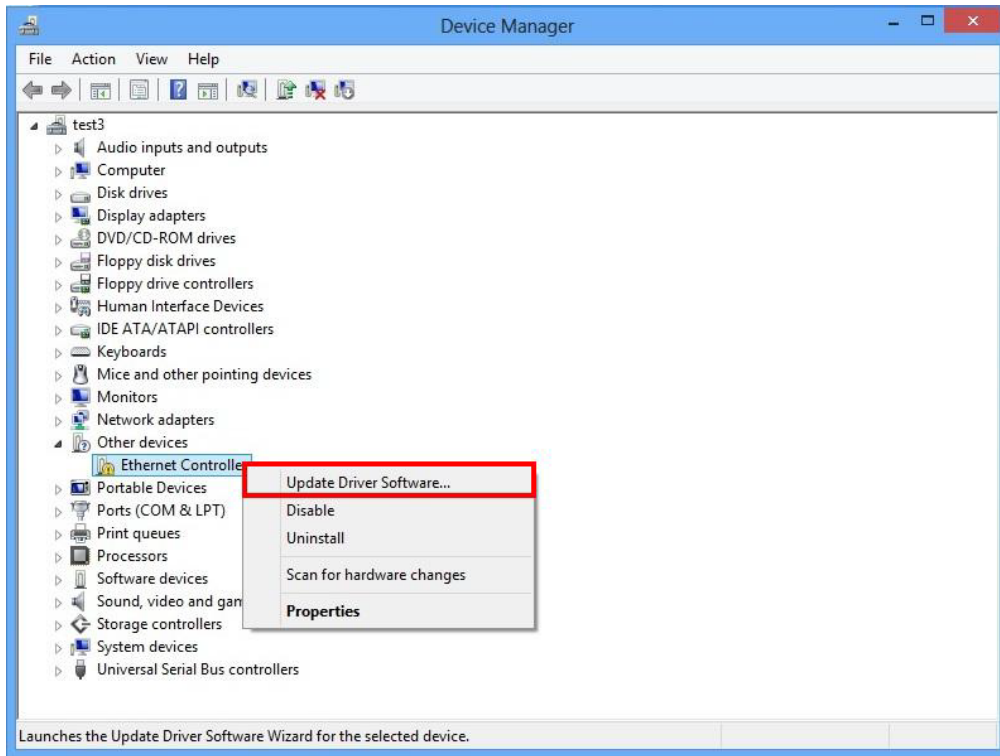 Device Manager
File Action View Help
test3
Audio inputs and outputs
Computer
Disk drives
Display adapters
DVD/CD-ROM drives
Floppy disk drives
Floppy drive controllers
Human Interface Devices
IDE ATA/ATAPI controllers
Keyboards
Mice and other pointing devices
Monitors
Network adapters
Other devices
Ethernet Controlle
Update Driver Software...
Portable Devices
Ports (COM & LPT)
Disable
Print queues
Uninstall
Processors
Software devices
Scan for hardware changes
Sound, video and gam
Properties
Storage controllers
System devices
Universal Serial Bus controllers
Launches the Update Driver Software Wizard for the selected device.